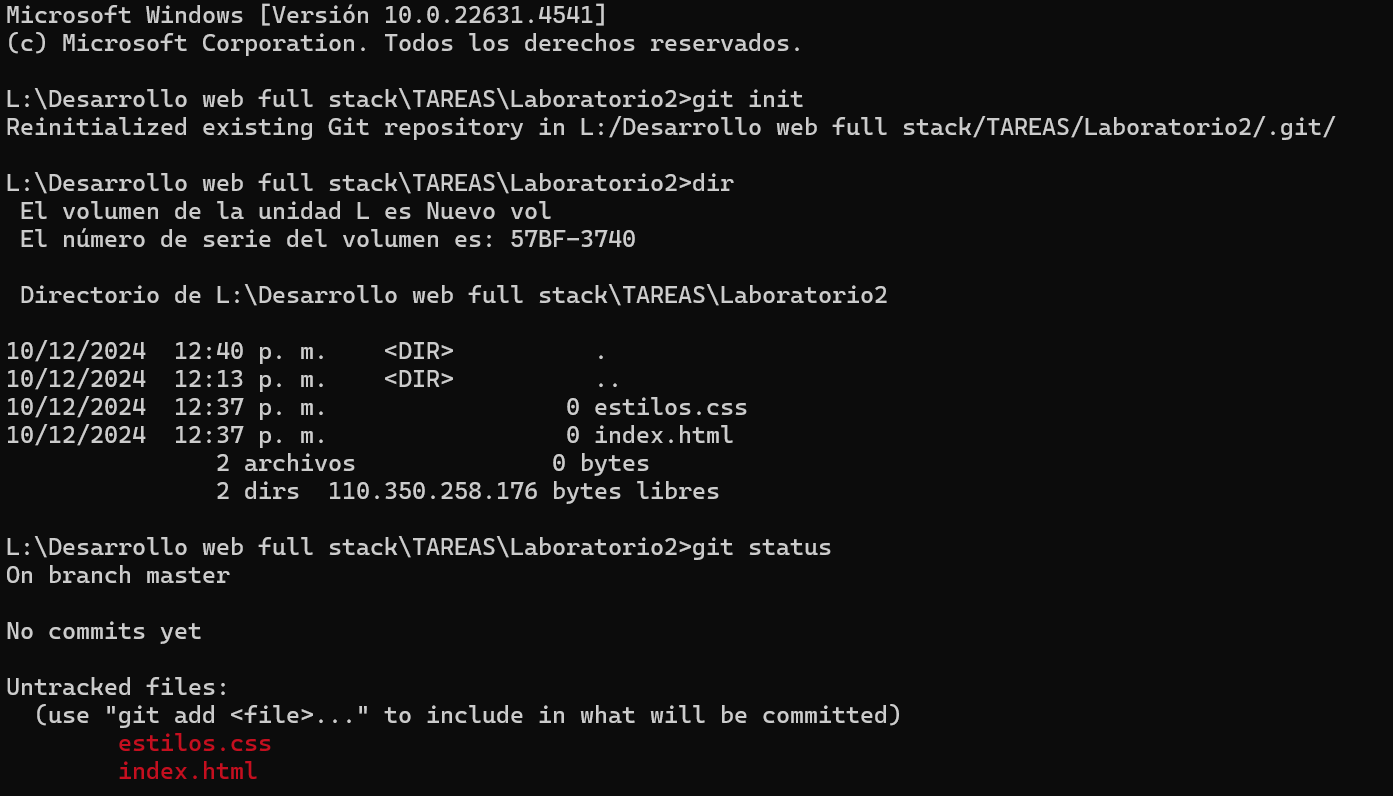 Microsoft Windows [Versión 10.0.22631.4541]
(c) Microsoft Corporation. Todos los derechos reservados.
L:\Desarrollo web full stack\TAREAS\Laboratorio2>git init
Reinitialized existing Git repository in L:/Desarrollo web full stack/TAREAS/Laboratorio2/.git/
L:\Desarrollo web full stack\TAREAS\Laboratorio2>dir
 El volumen de la unidad L es Nuevo vol
 El número de serie del volumen es: 57BF-3740
 Directorio de L:\Desarrollo web full stack\TAREAS\Laboratorio2
10/12/2024  12:40 p. m.    <DIR>          .
10/12/2024  12:13 p. m.    <DIR>          ..
10/12/2024  12:37 p. m.                 0 estilos.css
10/12/2024  12:37 p. m.                 0 index.html
               2 archivos              0 bytes
               2 dirs  110.350.258.176 bytes libres
L:\Desarrollo web full stack\TAREAS\Laboratorio2>git status
On branch master
No commits yet
Untracked files:
  (use "git add <file>..." to include in what will be committed)
        estilos.css
        index.html